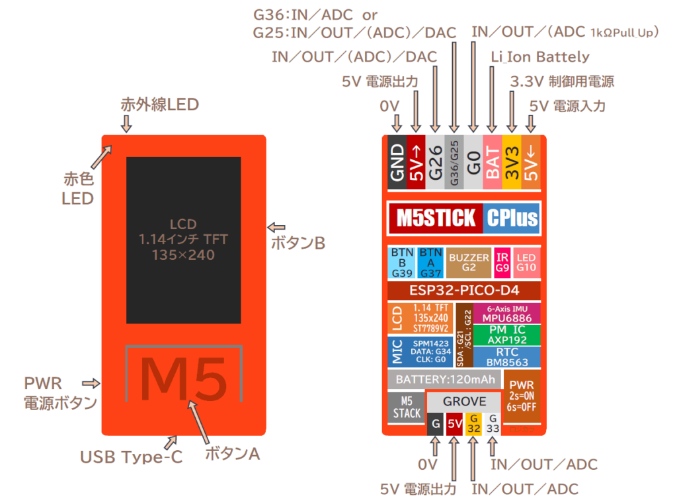 G36:IN／ADC or
G25:IN／OUT／(ADC)／DAC
IN／OUT／(ADC 1kΩPull Up)
IN／OUT／(ADC)／DAC
Li_Ion Battely
5V 電源出力
3.3V 制御用電源
0V
5V 電源入力
赤外線LED
赤色
LED
LCD
1.14インチ TFT
135×240
ボタンB
M5
PWR
電源ボタン
USB Type-C
ボタンA
GND
5V→
G26
G36/G25
G0
BAT
3V3
5V←
M5STICK CPlus
BTN
B
G39
BTN
A
G37
BUZZER
G2
IR
G9
LED
G10
ESP32-PICO-D4
LCD
1.14 TFT
135x240
ST7789V2
SDA:G21
/SCL:G22
6-Axis IMU
MPU6886
PM IC
AXP192
MIC
SPM1423
DATA: G34
CLK: G0
RTC
BM8563
BATTERY:120mAh
PWR
2s=ON
6s=OFF
M5
STACK
GROVE
G
5V
G
32
G
33
0V
IN／OUT／ADC
5V 電源出力
IN／OUT／ADC